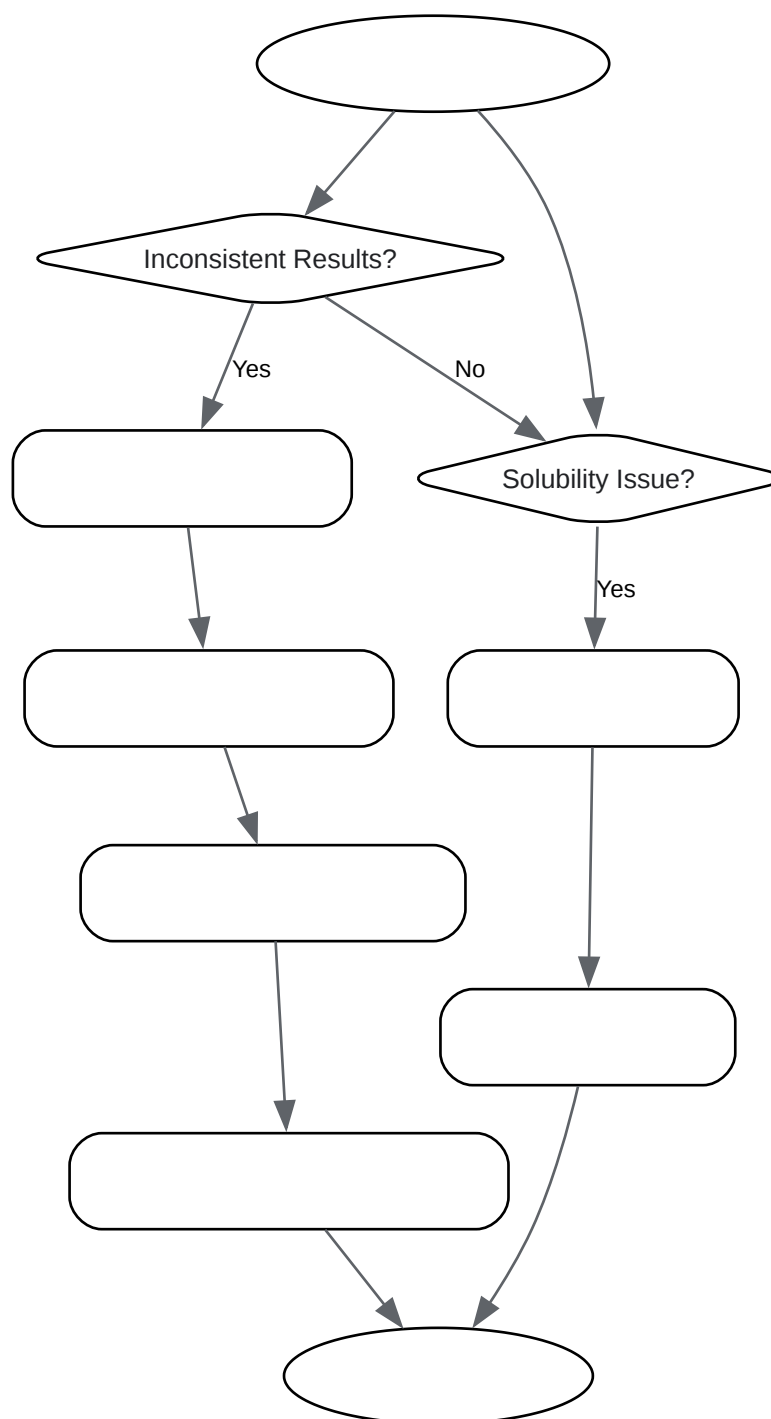 Inconsistent Results?
Yes
No
Solubility Issue?
Yes